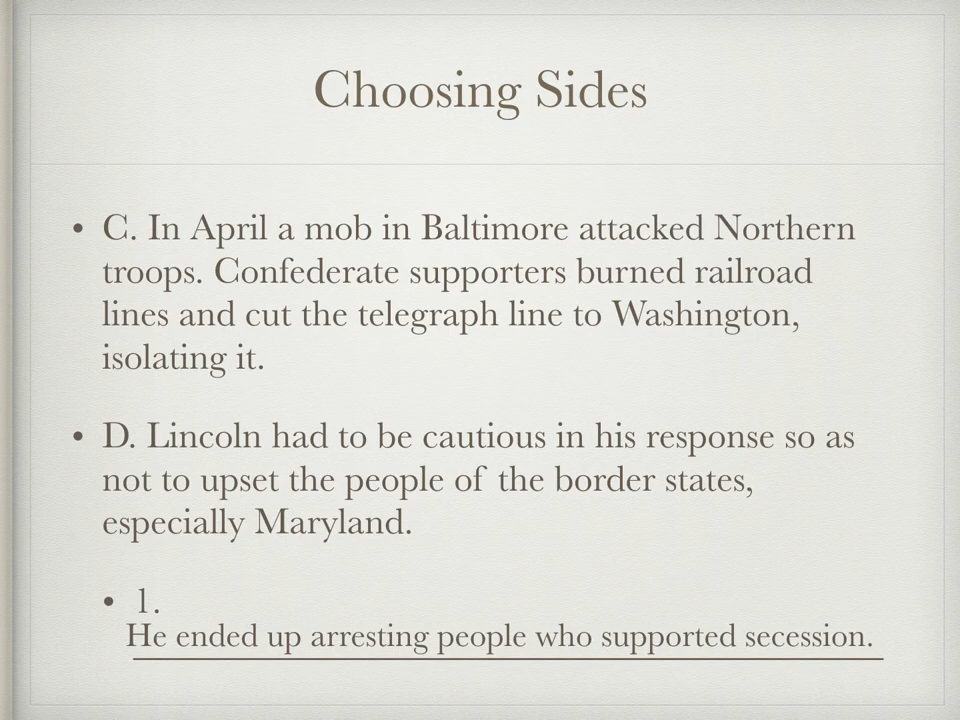 Choosing Sides
• C. In April a mob in Baltimore attacked Northern
troops. Confederate supporters burned railroad
lines and cut the telegraph line to Washington,
isolating it.
• D. Lincoln had to be cautious in his response so as
not to upset the people of the border states,
especially Maryland.
• 1.
He ended up arresting people who supported secession.